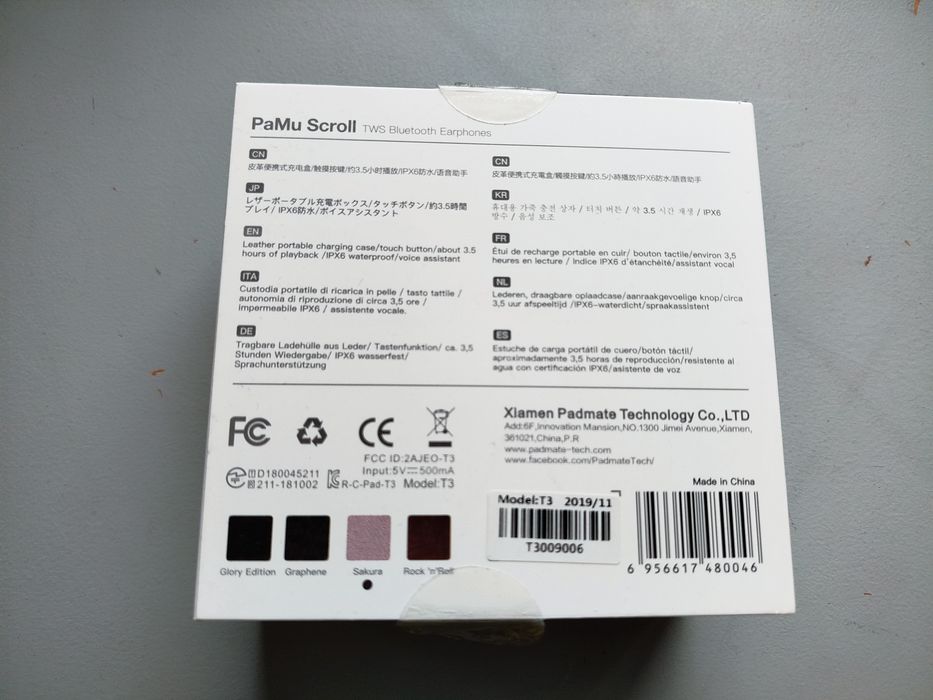 PaMu Scroll TWS Bluetooth Earphones
CN
皮革便携式充电盒/触摸按键/约3.5小时播放/IPX6防水/语音助手
JP
レザーポータブル充電ボックス/タッチボタン/約3.5時間
プレイ/ IPX6防水/ボイスアシスタント
EN
Leather portable charging case/touch button/about 3.5
hours of playback /IPX6 waterproof/voice assistant
ITA
Custodia portatile di ricarica in pelle / tasto tattile /
autonomia di riproduzione di circa 3,5 ore /
impermeabile IPX6 / assistente vocale.
DE
Tragbare Ladehülle aus Leder/ Tastenfunktion/ ca. 3,5
Stunden Wiedergabe/ IPX6 wasserfest/
Sprachunterstützung
CN
皮革便攜式充電盒/觸摸按鍵/約3.5小時播放/IPX6防水/語音助手
KR
휴대용 가죽 충전 상자 / 터치 버튼 / 약 3.5 시간 재생 / IPX6
방수 / 음성 보조
FR
Étui de recharge portable en cuir/ bouton tactile/environ 3,5
heures en lecture / Indice IPX6 d'étanchéité/assistant vocal
NL
Lederen, draagbare oplaadcase/aanraakgevoelige knop/circa
3,5 uur afspeeltijd /IPX6-waterdicht/spraakassistent
ES
Estuche de carga portátil de cuero/botón táctil/
aproximadamente 3,5 horas de reproducción/resistente al
agua con certificación IPX6/asistente de voz
FC CE
FCC ID:2AJEO-T3
Input:5V⎓500mA
D180045211
211-181002 R-C-Pad-T3 Model:T3
Glory Edition Graphene Sakura Rock 'n'Roll
Xiamen Padmate Technology Co.,LTD
Add:6F,Innovation Mansion,NO.1300 Jimei Avenue,Xiamen,
361021,China,P.R
www.padmate-tech.com
www.facebook.com/PadmateTech/
Made in China
Model:T3 2019/11
T3009006
6 956617 480046